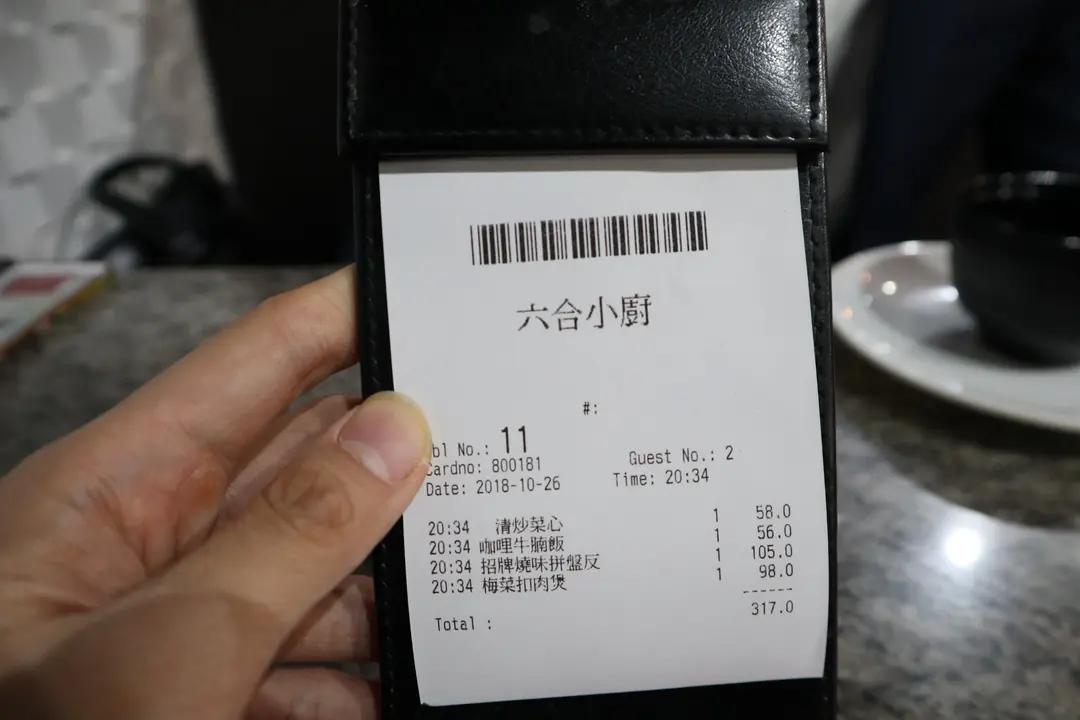 六合小廚
#:
bl No.: 11
Cardno: 800181 Guest No.: 2
Date: 2018-10-26 Time: 20:34
20:34 清炒菜心 1 58.0
20:34 咖哩牛腩飯 1 56.0
20:34 招牌燒味拼盤反 1 105.0
20:34 梅菜扣肉煲 1 98.0
------
Total : 317.0